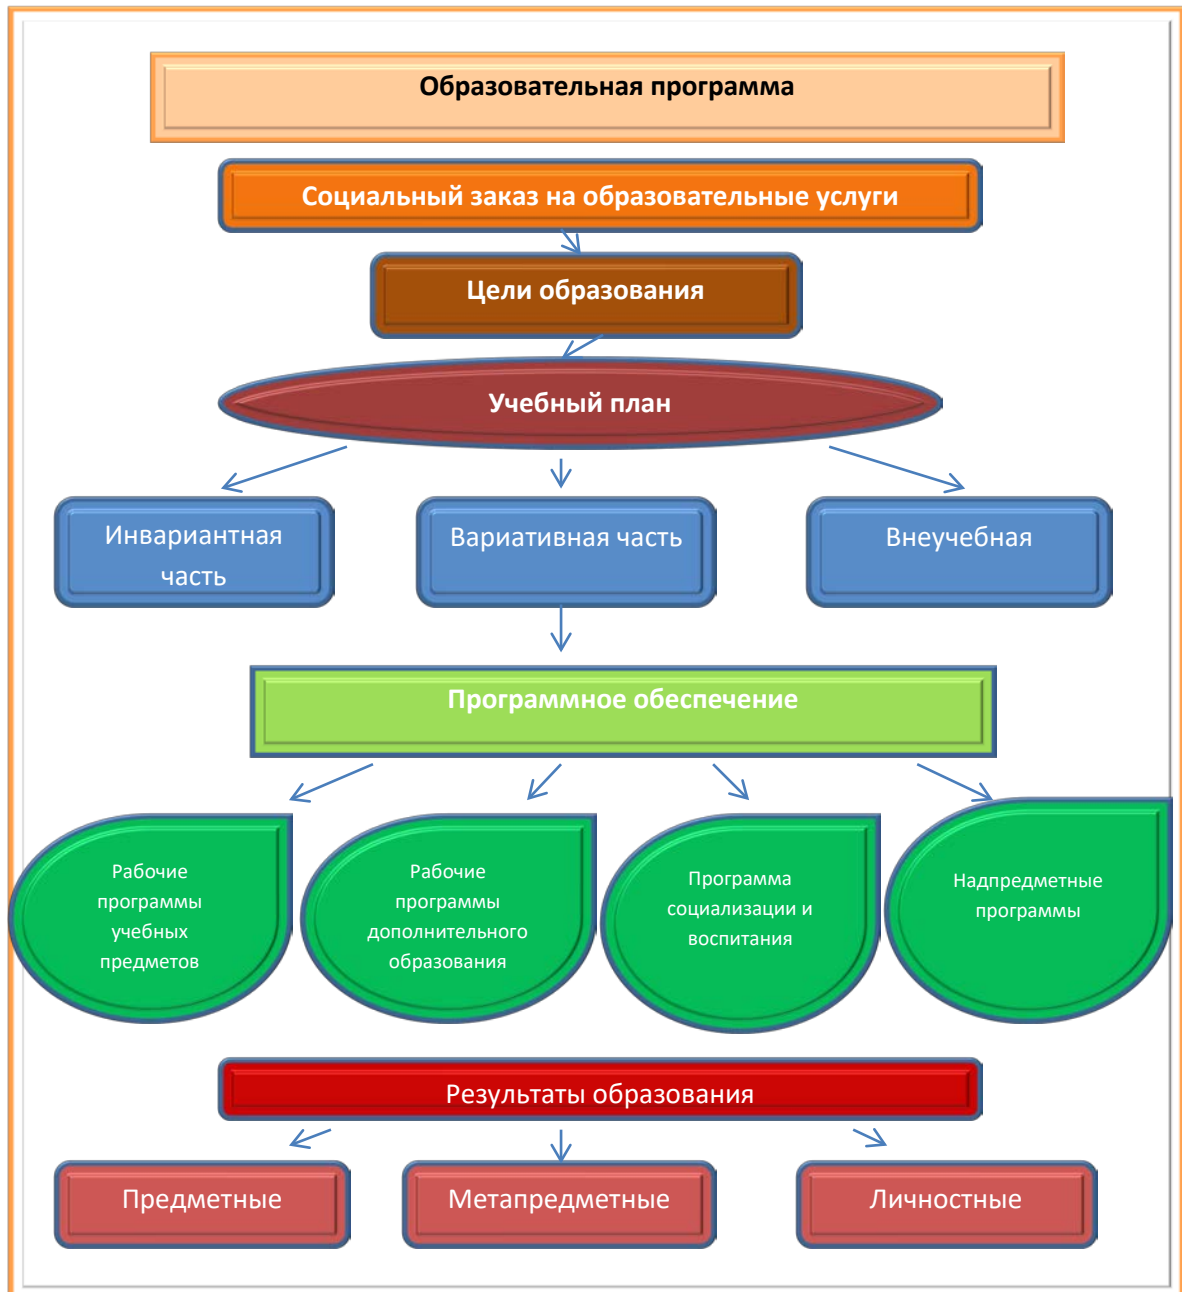 Образовательная программа
Социальный заказ на образовательные услуги
Цели образования
Учебный план
Инвариантная
часть
Вариативная часть
Внеучебная
Программное обеспечение
Рабочие
программы
учебных
предметов
Рабочие
программы
дополнительного
образования
Программа
социализации и
воспитания
Надпредметные
программы
Результаты образования
Предметные
Метапредметные
Личностные